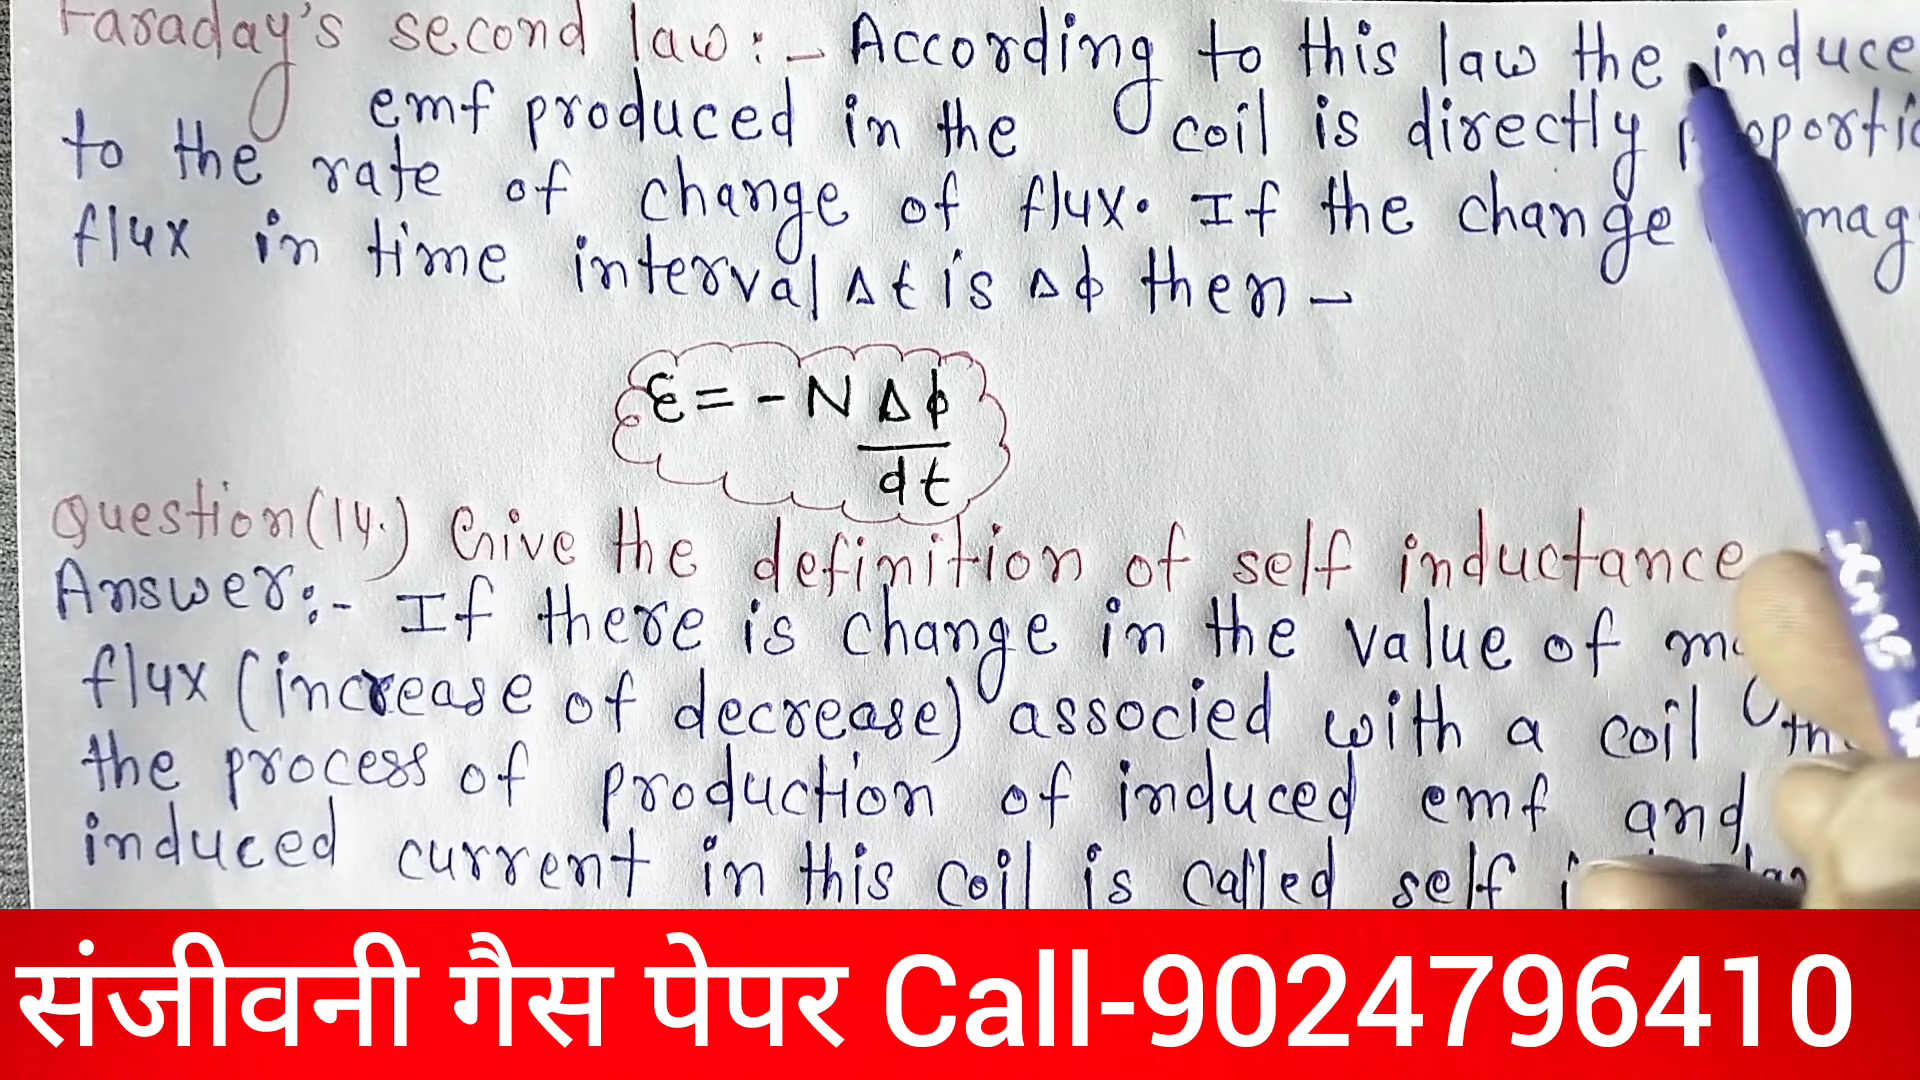 Faraday's second law:- According to this law the induce
emf produced in the coil is directly
to the rate of change of flux. If the change mag
flux in time interval Δt is Δϕ then -
ε = - N Δϕ
dt
Question(14.) Give the definition of self inductance
Answer:- If there is change in the value of
flux (increase of decrease) associed with a coil
the process of production of induced emf and
induced current in this coil is called self
संजीवनी गैस पेपर Call-9024796410